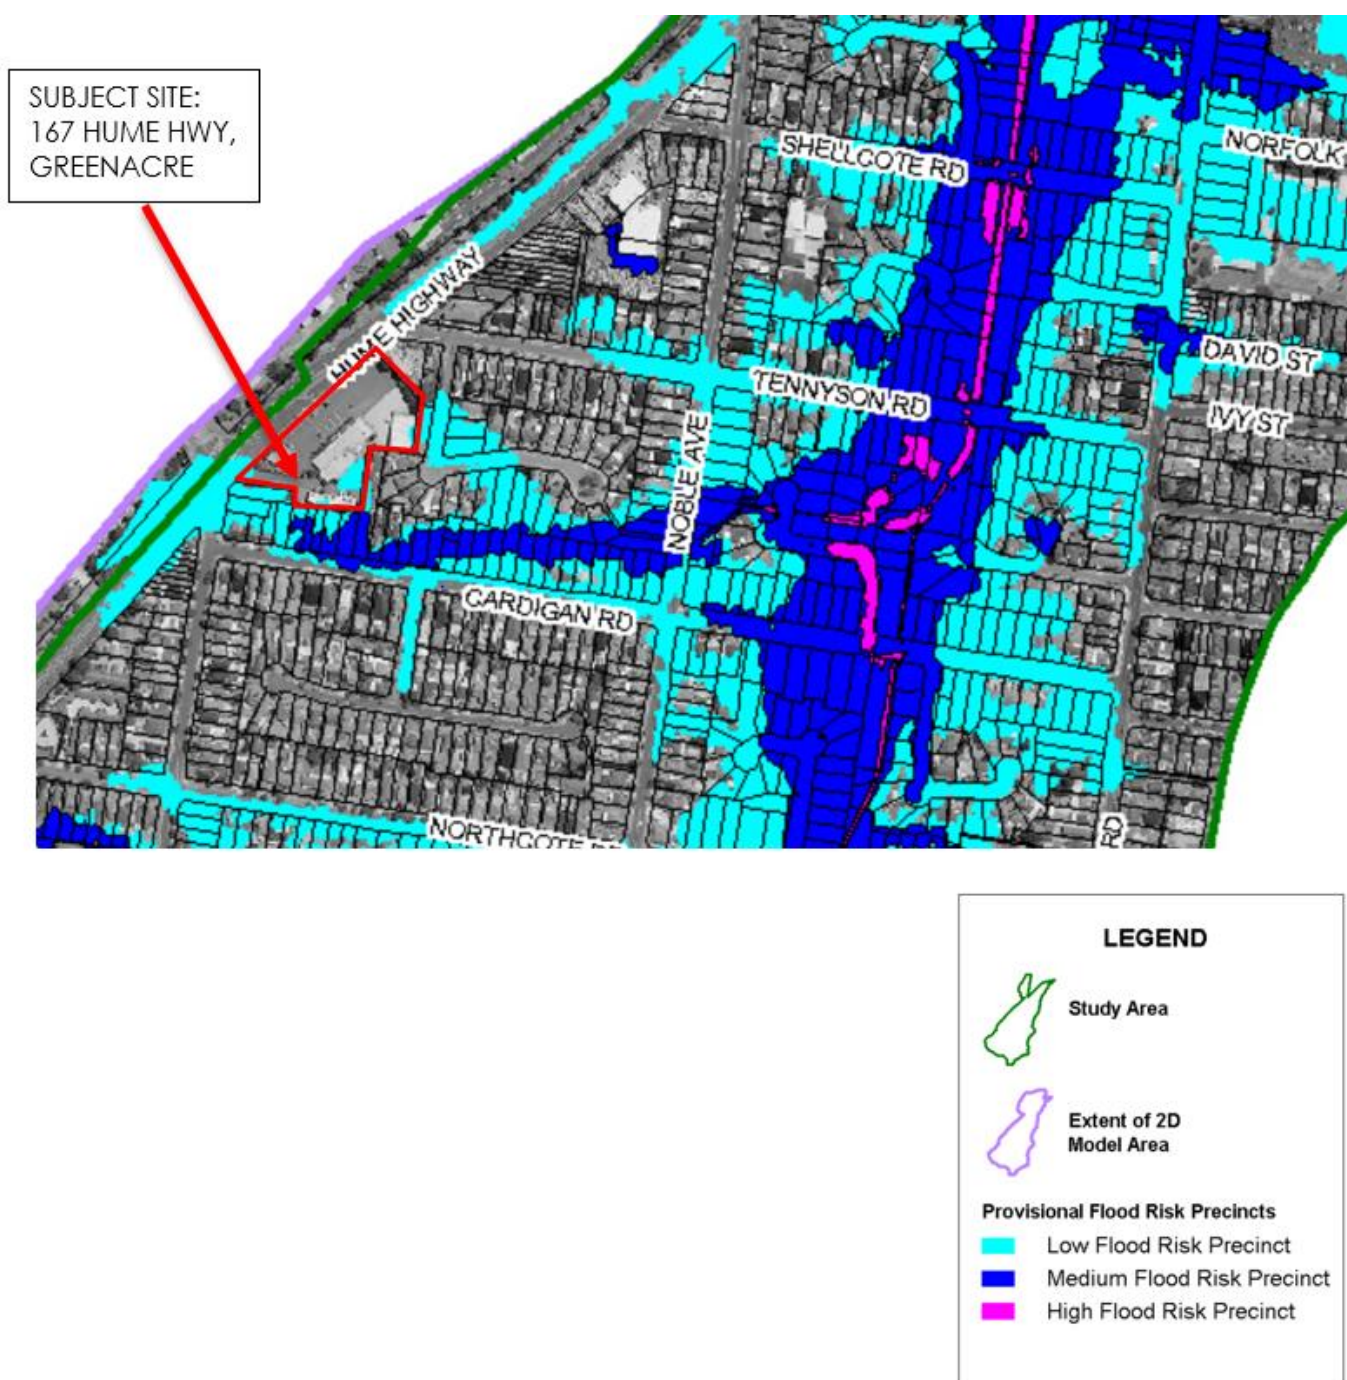 SUBJECT SITE:
167 HUME HWY,
GREENACRE
SHELLCOTE RD
NORFOLK
HUME HIGHWAY
DAVID ST
TENNYSON RD
IVY ST
NOBLE AVE
CARDIGAN RD
NORTHCOTE
RD
LEGEND
Study Area
Extent of 2D
Model Area
Provisional Flood Risk Precincts
Low Flood Risk Precinct
Medium Flood Risk Precinct
High Flood Risk Precinct